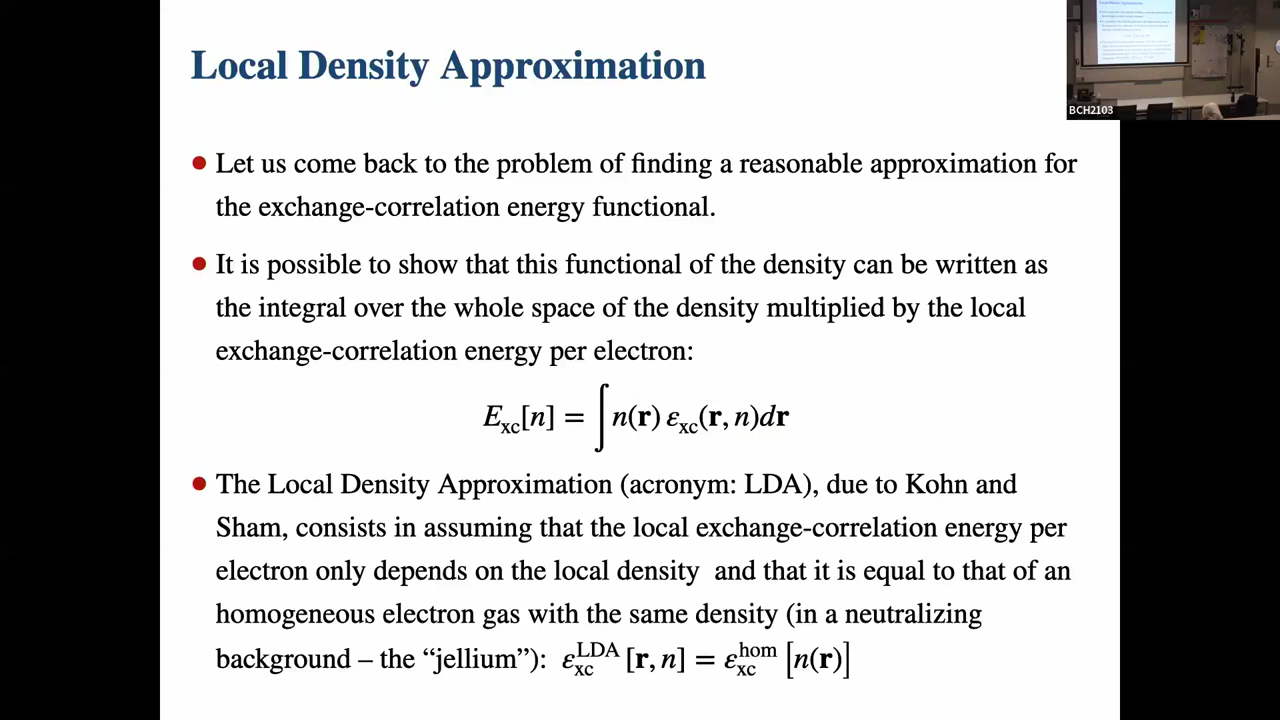 Local Density Approximation
BCH2103
• Let us come back to the problem of finding a reasonable approximation for
the exchange-correlation energy functional.
• It is possible to show that this functional of the density can be written as
the integral over the whole space of the density multiplied by the local
exchange-correlation energy per electron:
E_xc[n] = ∫ n(r) ε_xc(r, n)dr
• The Local Density Approximation (acronym: LDA), due to Kohn and
Sham, consists in assuming that the local exchange-correlation energy per
electron only depends on the local density and that it is equal to that of an
homogeneous electron gas with the same density (in a neutralizing
background – the “jellium”): ε_xc^LDA [r, n] = ε_xc^hom [n(r)]